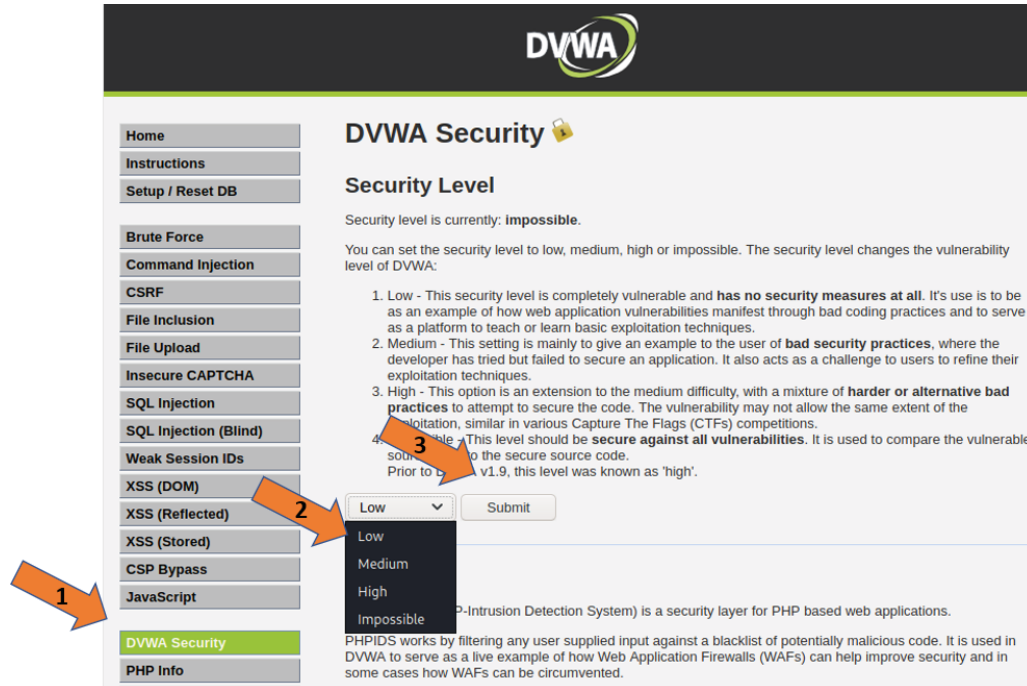 DVWA
Home
Instructions
Setup / Reset DB
Brute Force
Command Injection
CSRF
File Inclusion
File Upload
Insecure CAPTCHA
SQL Injection
SQL Injection (Blind)
Weak Session IDs
XSS (DOM)
XSS (Reflected)
XSS (Stored)
CSP Bypass
JavaScript
1
DVWA Security
PHP Info
DVWA Security
Security Level
Security level is currently: impossible.
You can set the security level to low, medium, high or impossible. The security level changes the vulnerability
level of DVWA:
1. Low - This security level is completely vulnerable and has no security measures at all. It's use is to be
as an example of how web application vulnerabilities manifest through bad coding practices and to serve
as a platform to teach or learn basic exploitation techniques.
2. Medium - This setting is mainly to give an example to the user of bad security practices, where the
developer has tried but failed to secure an application. It also acts as a challenge to users to refine their
exploitation techniques.
3. High - This option is an extension to the medium difficulty, with a mixture of harder or alternative bad
practices to attempt to secure the code. The vulnerability may not allow the same extent of the
exploitation, similar in various Capture The Flags (CTFs) competitions.
4. - This level should be secure against all vulnerabilities. It is used to compare the vulnerable
to the secure source code.
Prior to v1.9, this level was known as 'high'.
3
2
Low
Submit
Low
Medium
High
Impossible
-Intrusion Detection System) is a security layer for PHP based web applications.
PHPIDS works by filtering any user supplied input against a blacklist of potentially malicious code. It is used in
DVWA to serve as a live example of how Web Application Firewalls (WAFs) can help improve security and in
some cases how WAFs can be circumvented.